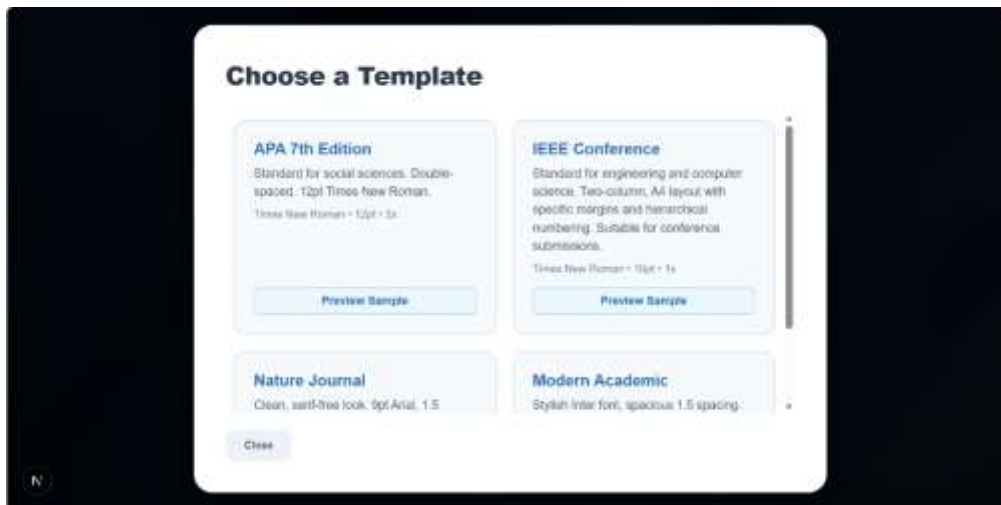 Choose a Template
APA 7th Edition
Standard for social sciences. Double-
spaced, 12pt Times New Roman.
Times New Roman • 12pt • 2x
Preview Sample
IEEE Conference
Standard for engineering and computer
science. Two-column, A4 layout with
specific margins and hierarchical
numbering. Suitable for conference
submissions.
Times New Roman • 10pt • 1x
Preview Sample
Nature Journal
Clean, serif-free look. 9pt Arial, 1.5
Modern Academic
Stylish Inter font, spacious 1.5 spacing.
Close
N